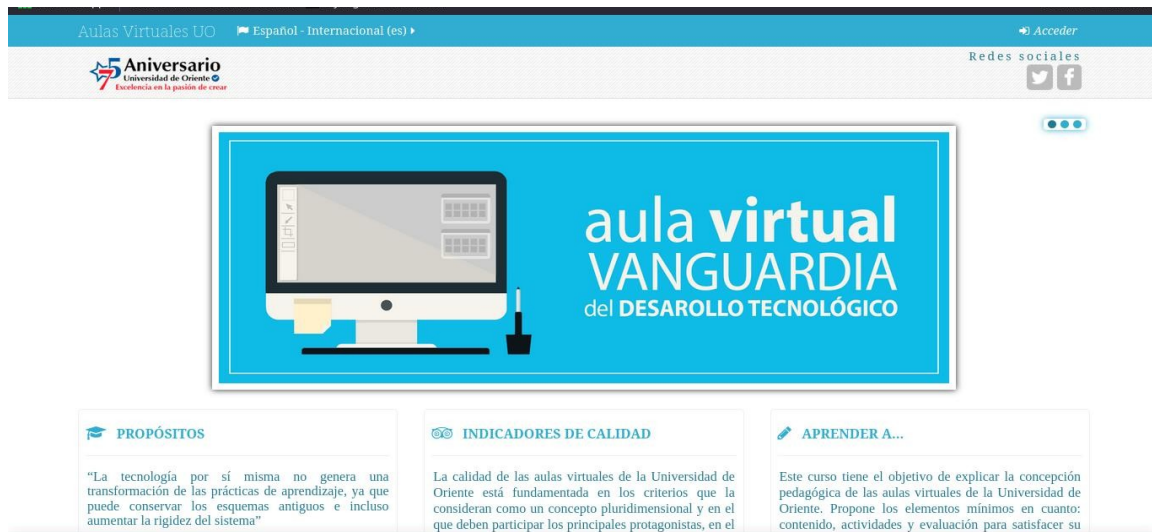 Aulas Virtuales UO
Español - Internacional (es)
Acceder
75 Aniversario
Universidad de Oriente
Excelencia en la pasión de crear
Redes sociales
aula virtual
VANGUARDIA
del DESAROLLO TECNOLÓGICO
PROPÓSITOS
“La tecnología por sí misma no genera una
transformación de las prácticas de aprendizaje, ya que
puede conservar los esquemas antiguos e incluso
aumentar la rigidez del sistema”
INDICADORES DE CALIDAD
La calidad de las aulas virtuales de la Universidad de
Oriente está fundamentada en los criterios que la
consideran como un concepto pluridimensional y en el
que deben participar los principales protagonistas, en el
APRENDER A...
Este curso tiene el objetivo de explicar la concepción
pedagógica de las aulas virtuales de la Universidad de
Oriente. Propone los elementos mínimos en cuanto:
contenido, actividades y evaluación para satisfacer sus